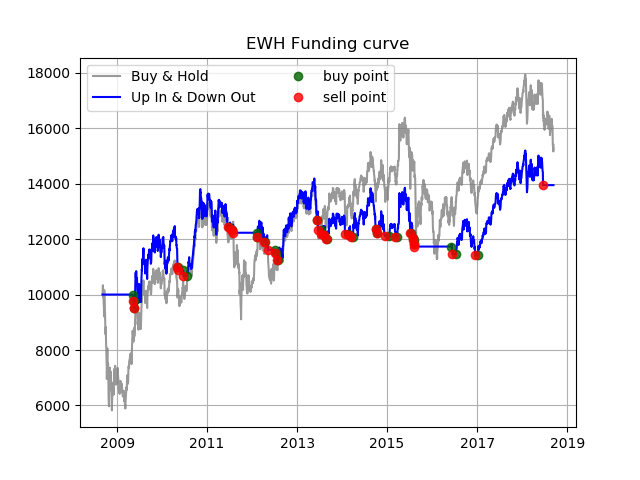 EWH Funding curve
Buy & Hold
Up In & Down Out
buy point
sell point
18000
16000
14000
12000
10000
8000
6000
2009 2011 2013 2015 2017 2019